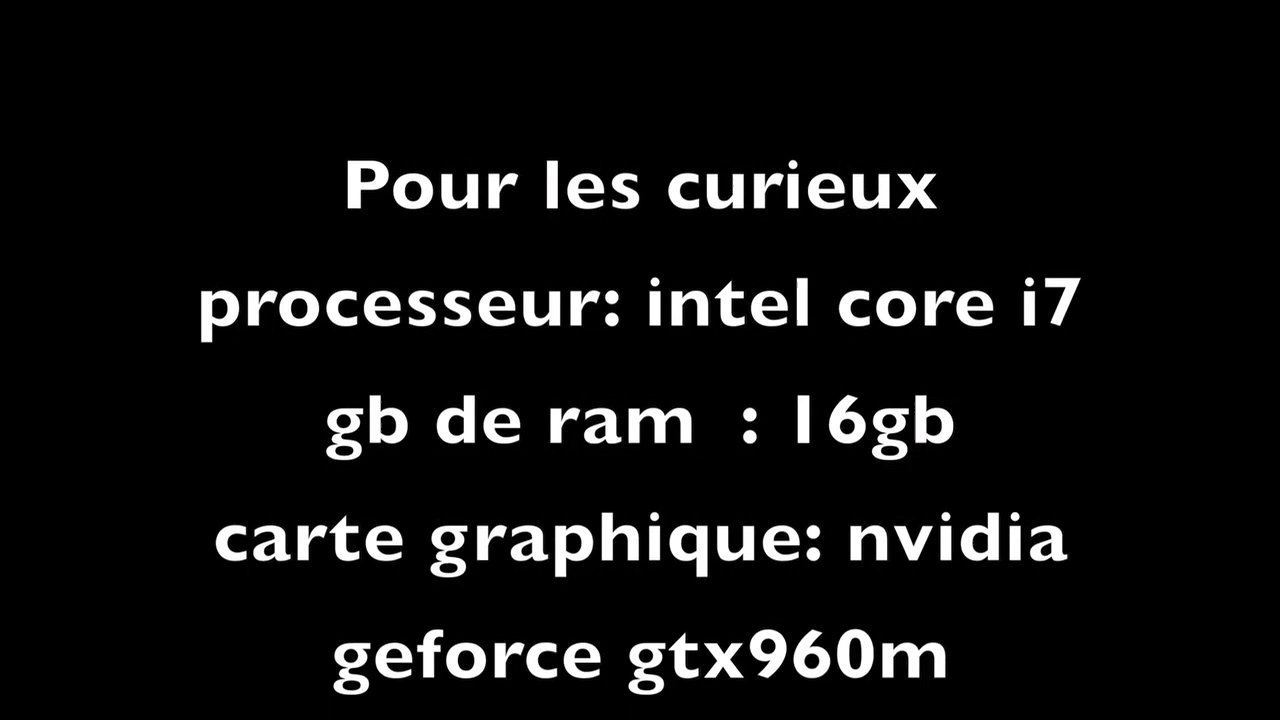 Pour les curieux
processeur: intel core i7
gb de ram  : 16gb
carte graphique: nvidia
geforce gtx960m